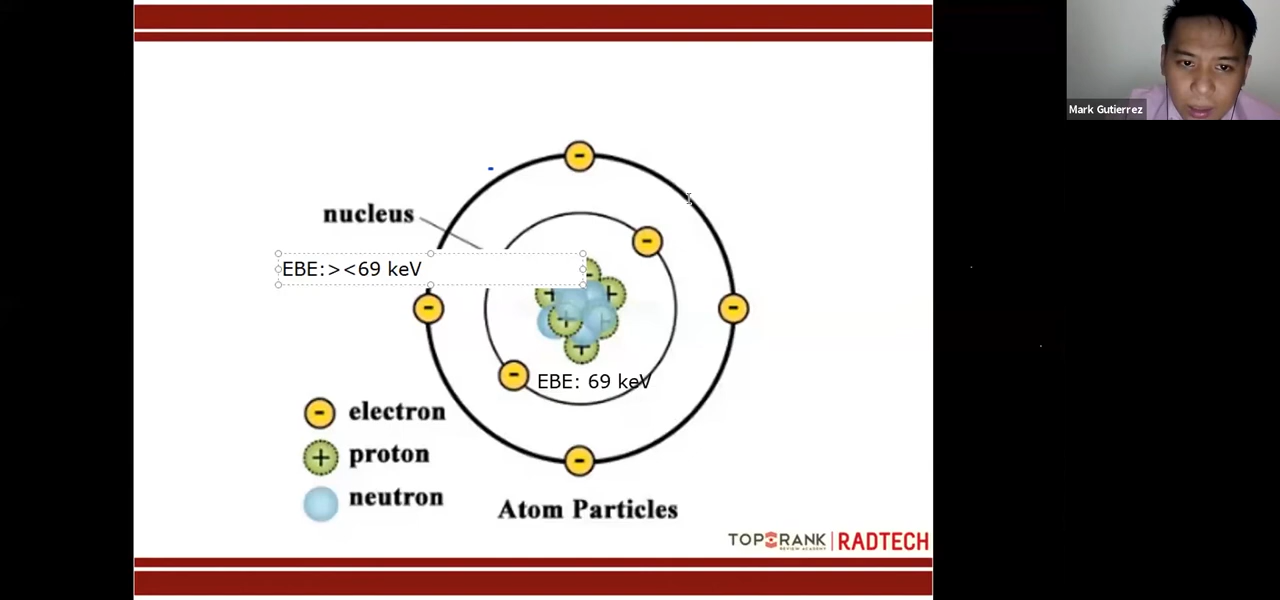 Mark Gutierrez
nucleus
EBE:><69 keV
EBE: 69 keV
electron
proton
neutron
Atom Particles
TOPRANK
REVIEW ACADEMY
RADTECH